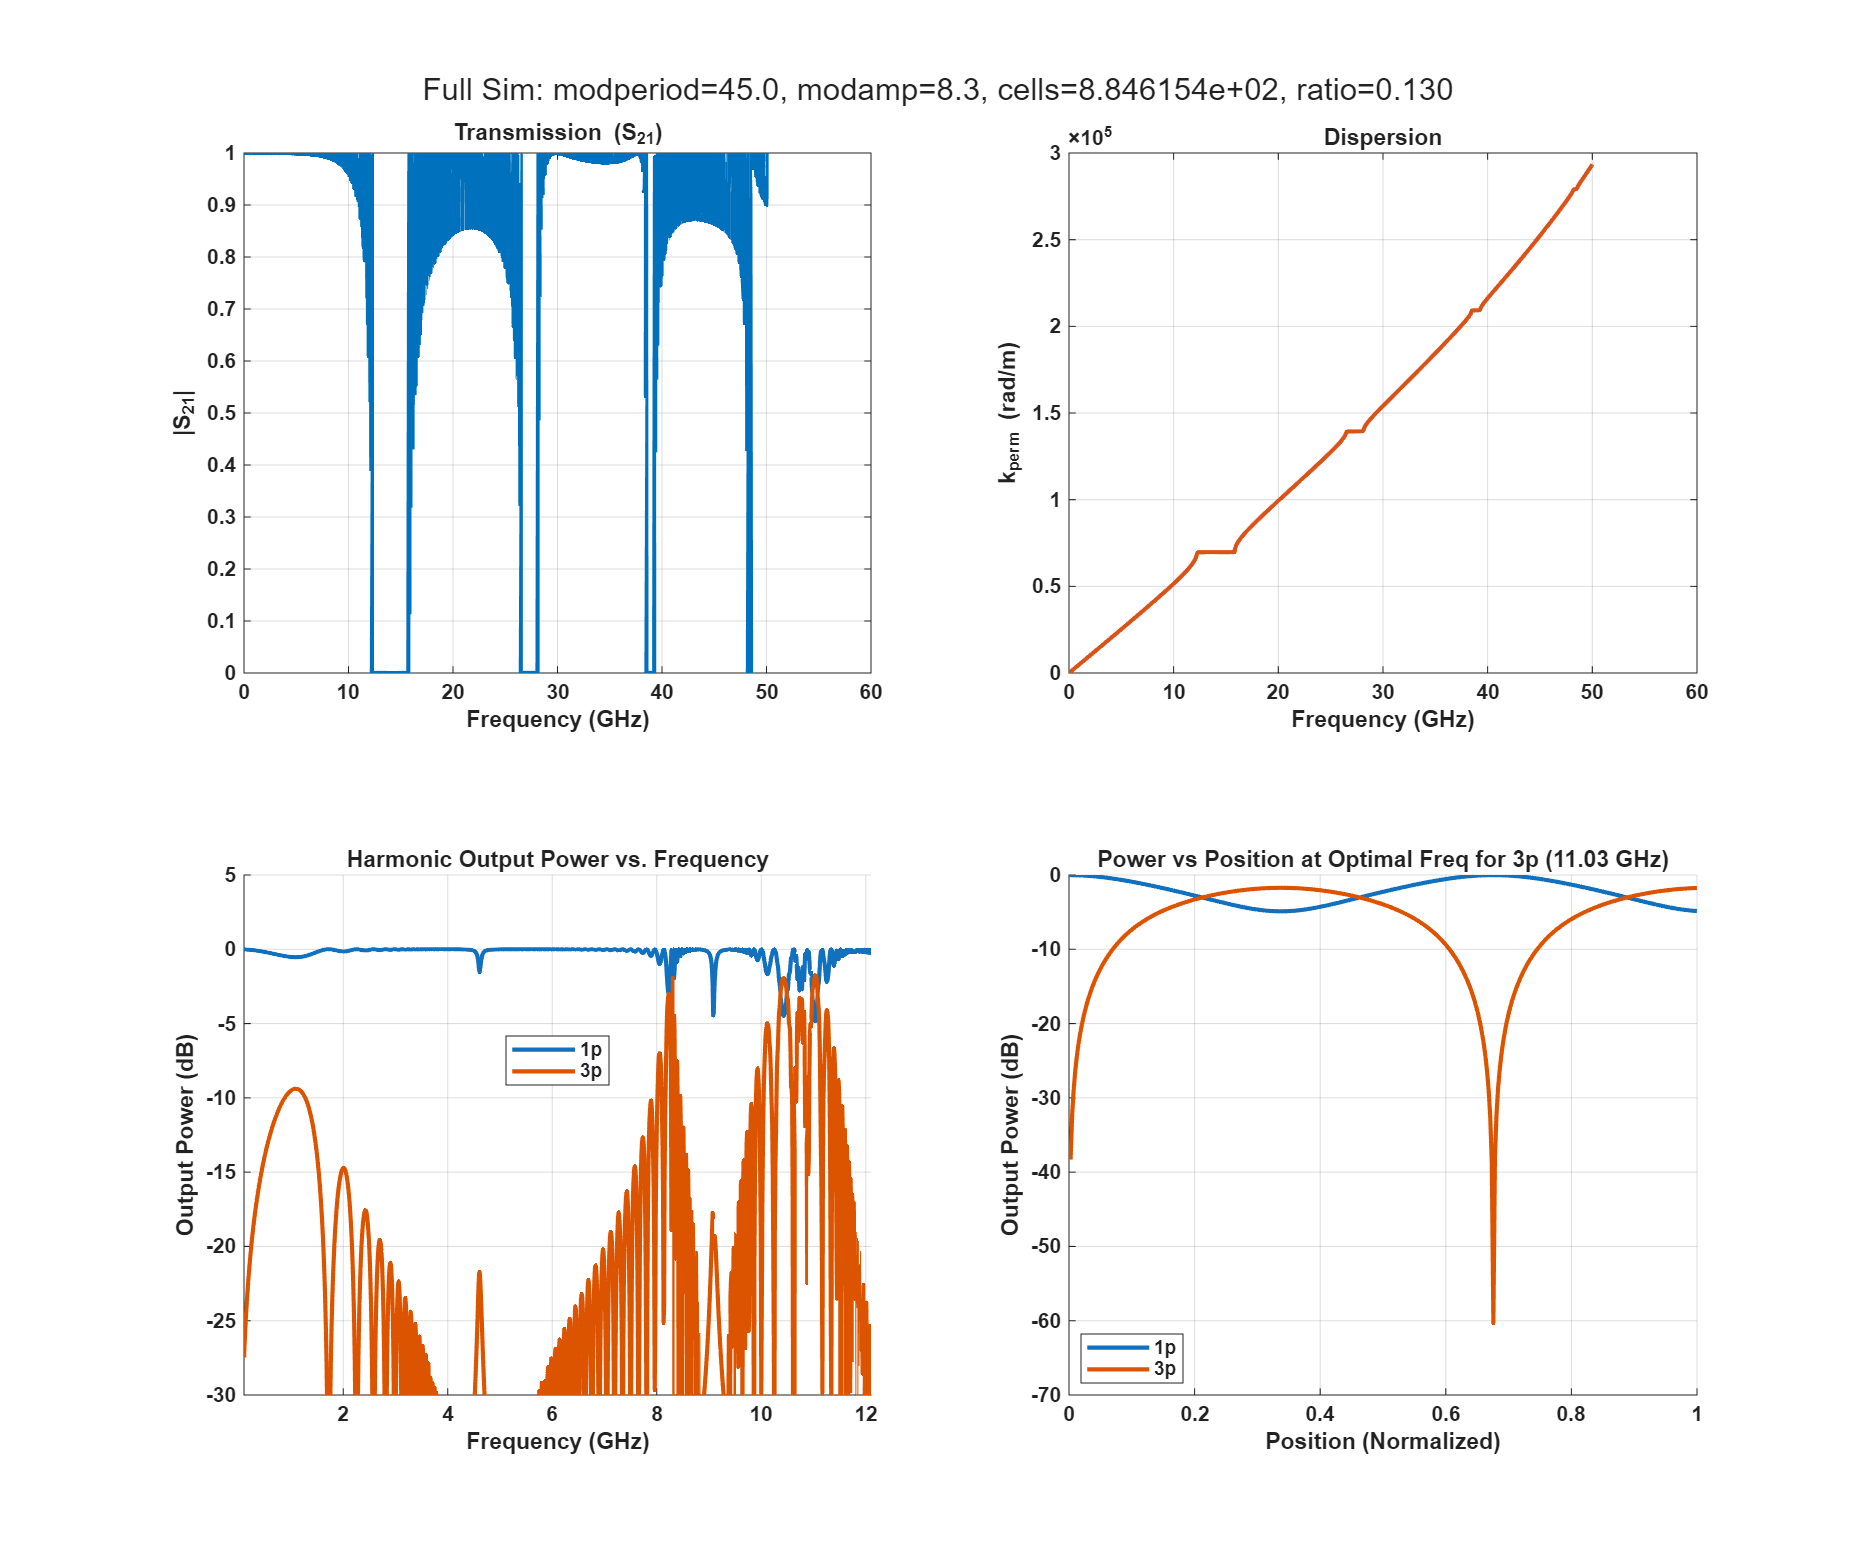 Full Sim: modperiod=45.0, modamp=8.3, cells=8.846154e+02, ratio=0.130
Transmission (S21)
1
0.9
0.8
0.7
0.6
0.5
0.4
0.3
0.2
0.1
0
|S21|
0 10 20 30 40 50 60
Frequency (GHz)
×10⁵
Dispersion
3
2.5
2
1.5
1
0.5
0
kperm (rad/m)
0 10 20 30 40 50 60
Frequency (GHz)
Harmonic Output Power vs. Frequency
5
0
-5
-10
-15
-20
-25
-30
Output Power (dB)
1p
3p
2 4 6 8 10 12
Frequency (GHz)
Power vs Position at Optimal Freq for 3p (11.03 GHz)
0
-10
-20
-30
-40
-50
-60
-70
Output Power (dB)
1p
3p
0 0.2 0.4 0.6 0.8 1
Position (Normalized)